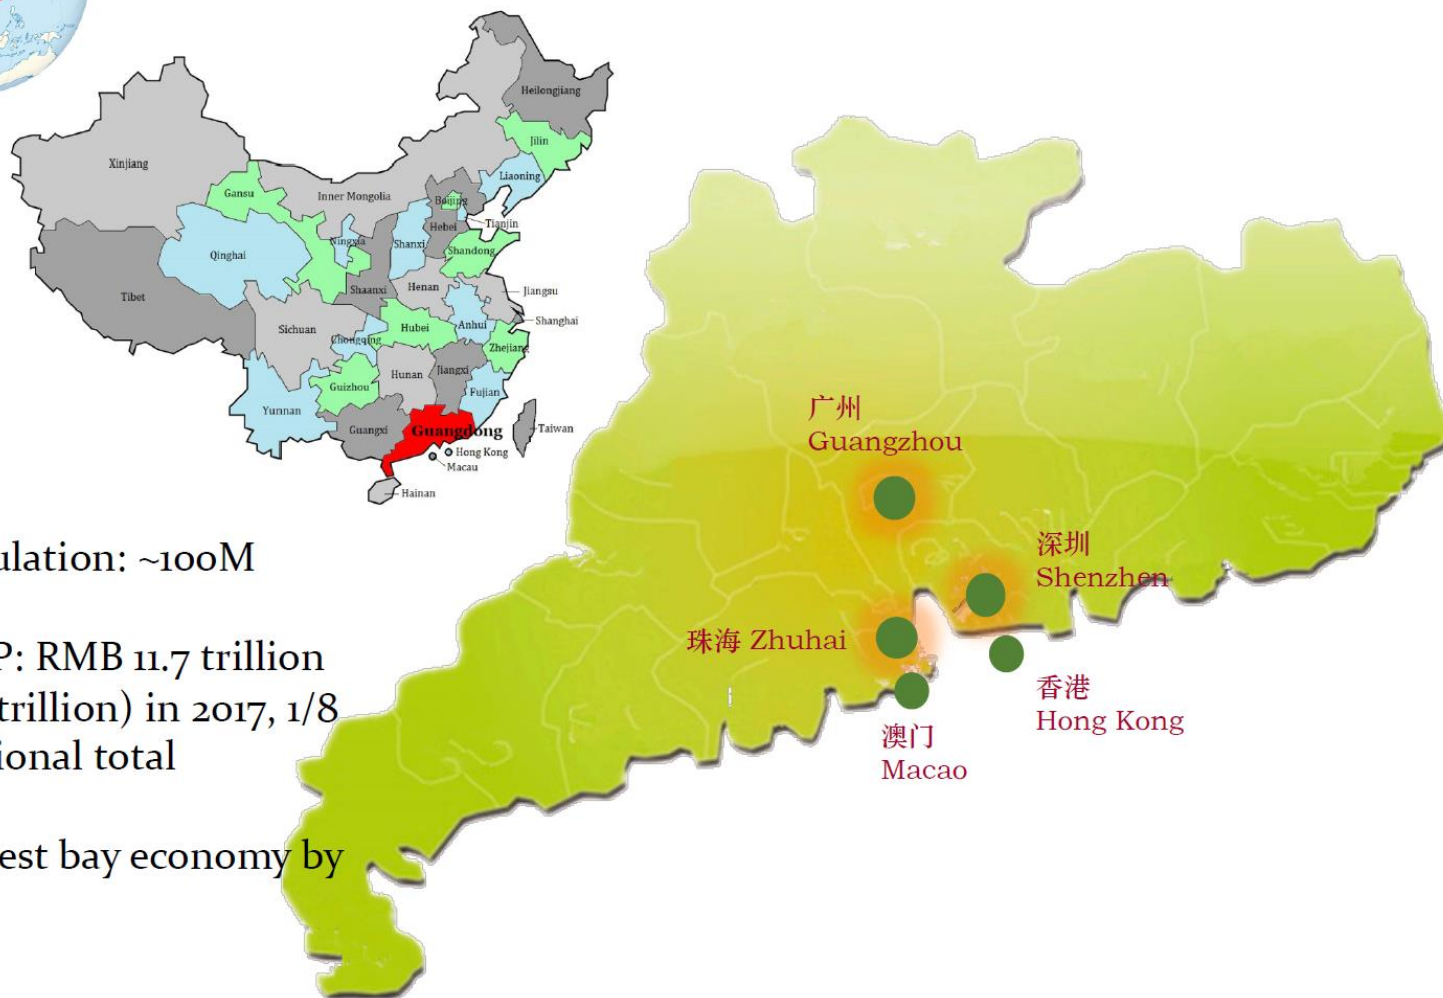 Heilongjiang
Jilin
Xinjiang
Liaoning
Gansu
Inner Mongolia
Beijing
Tianjin
Hebei
Ningxia
Shanxi
Shandong
Qinghai
Shaanxi
Henan
Jiangsu
Tibet
Shanghai
Sichuan
Hubei
Anhui
Chongqing
Zhejiang
Hunan
Jiangxi
Guizhou
Fujian
Yunnan
Guangxi
Guangdong
Taiwan
Hong Kong
Macau
Hainan
ulation: ~100M
P: RMB 11.7 trillion
trillion) in 2017, 1/8
ional total
est bay economy by
广州
Guangzhou
深圳
Shenzhen
珠海 Zhuhai
香港
Hong Kong
澳门
Macao